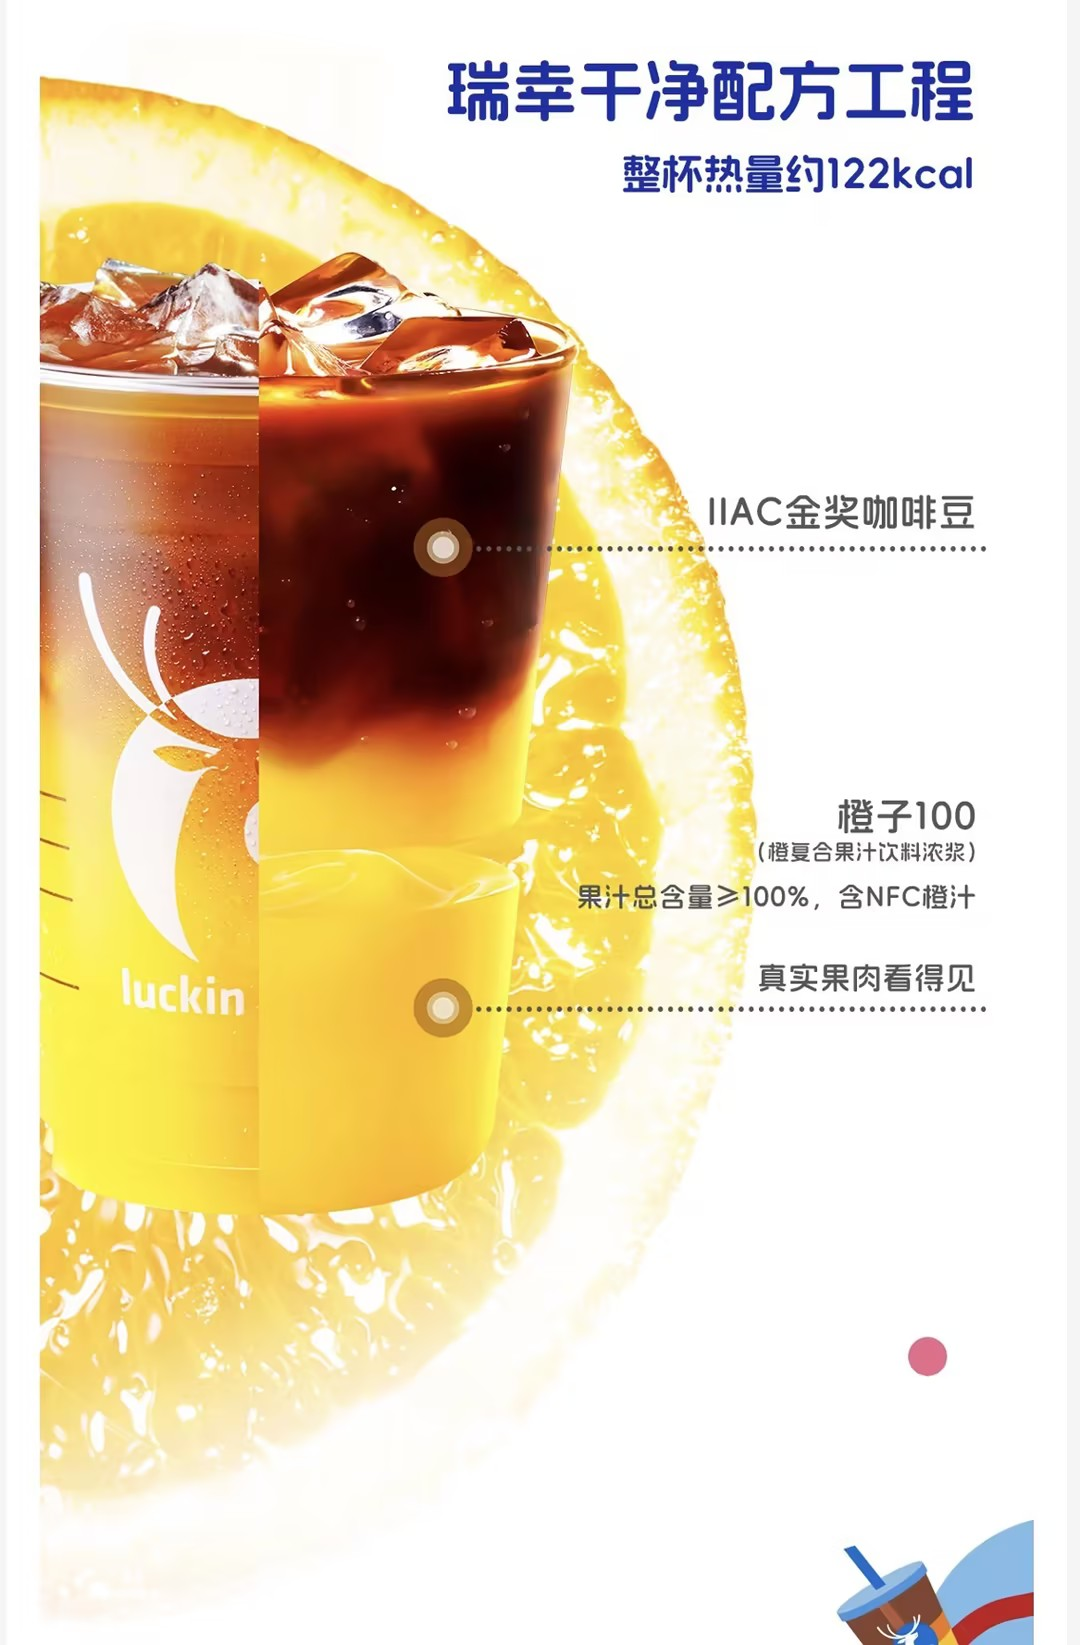 瑞幸干净配方工程
整杯热量约122kcal
IIAC金奖咖啡豆
橙子100
(橙复合果汁饮料浓浆)
果汁总含量≥100%，含NFC橙汁
真实果肉看得见
luckin